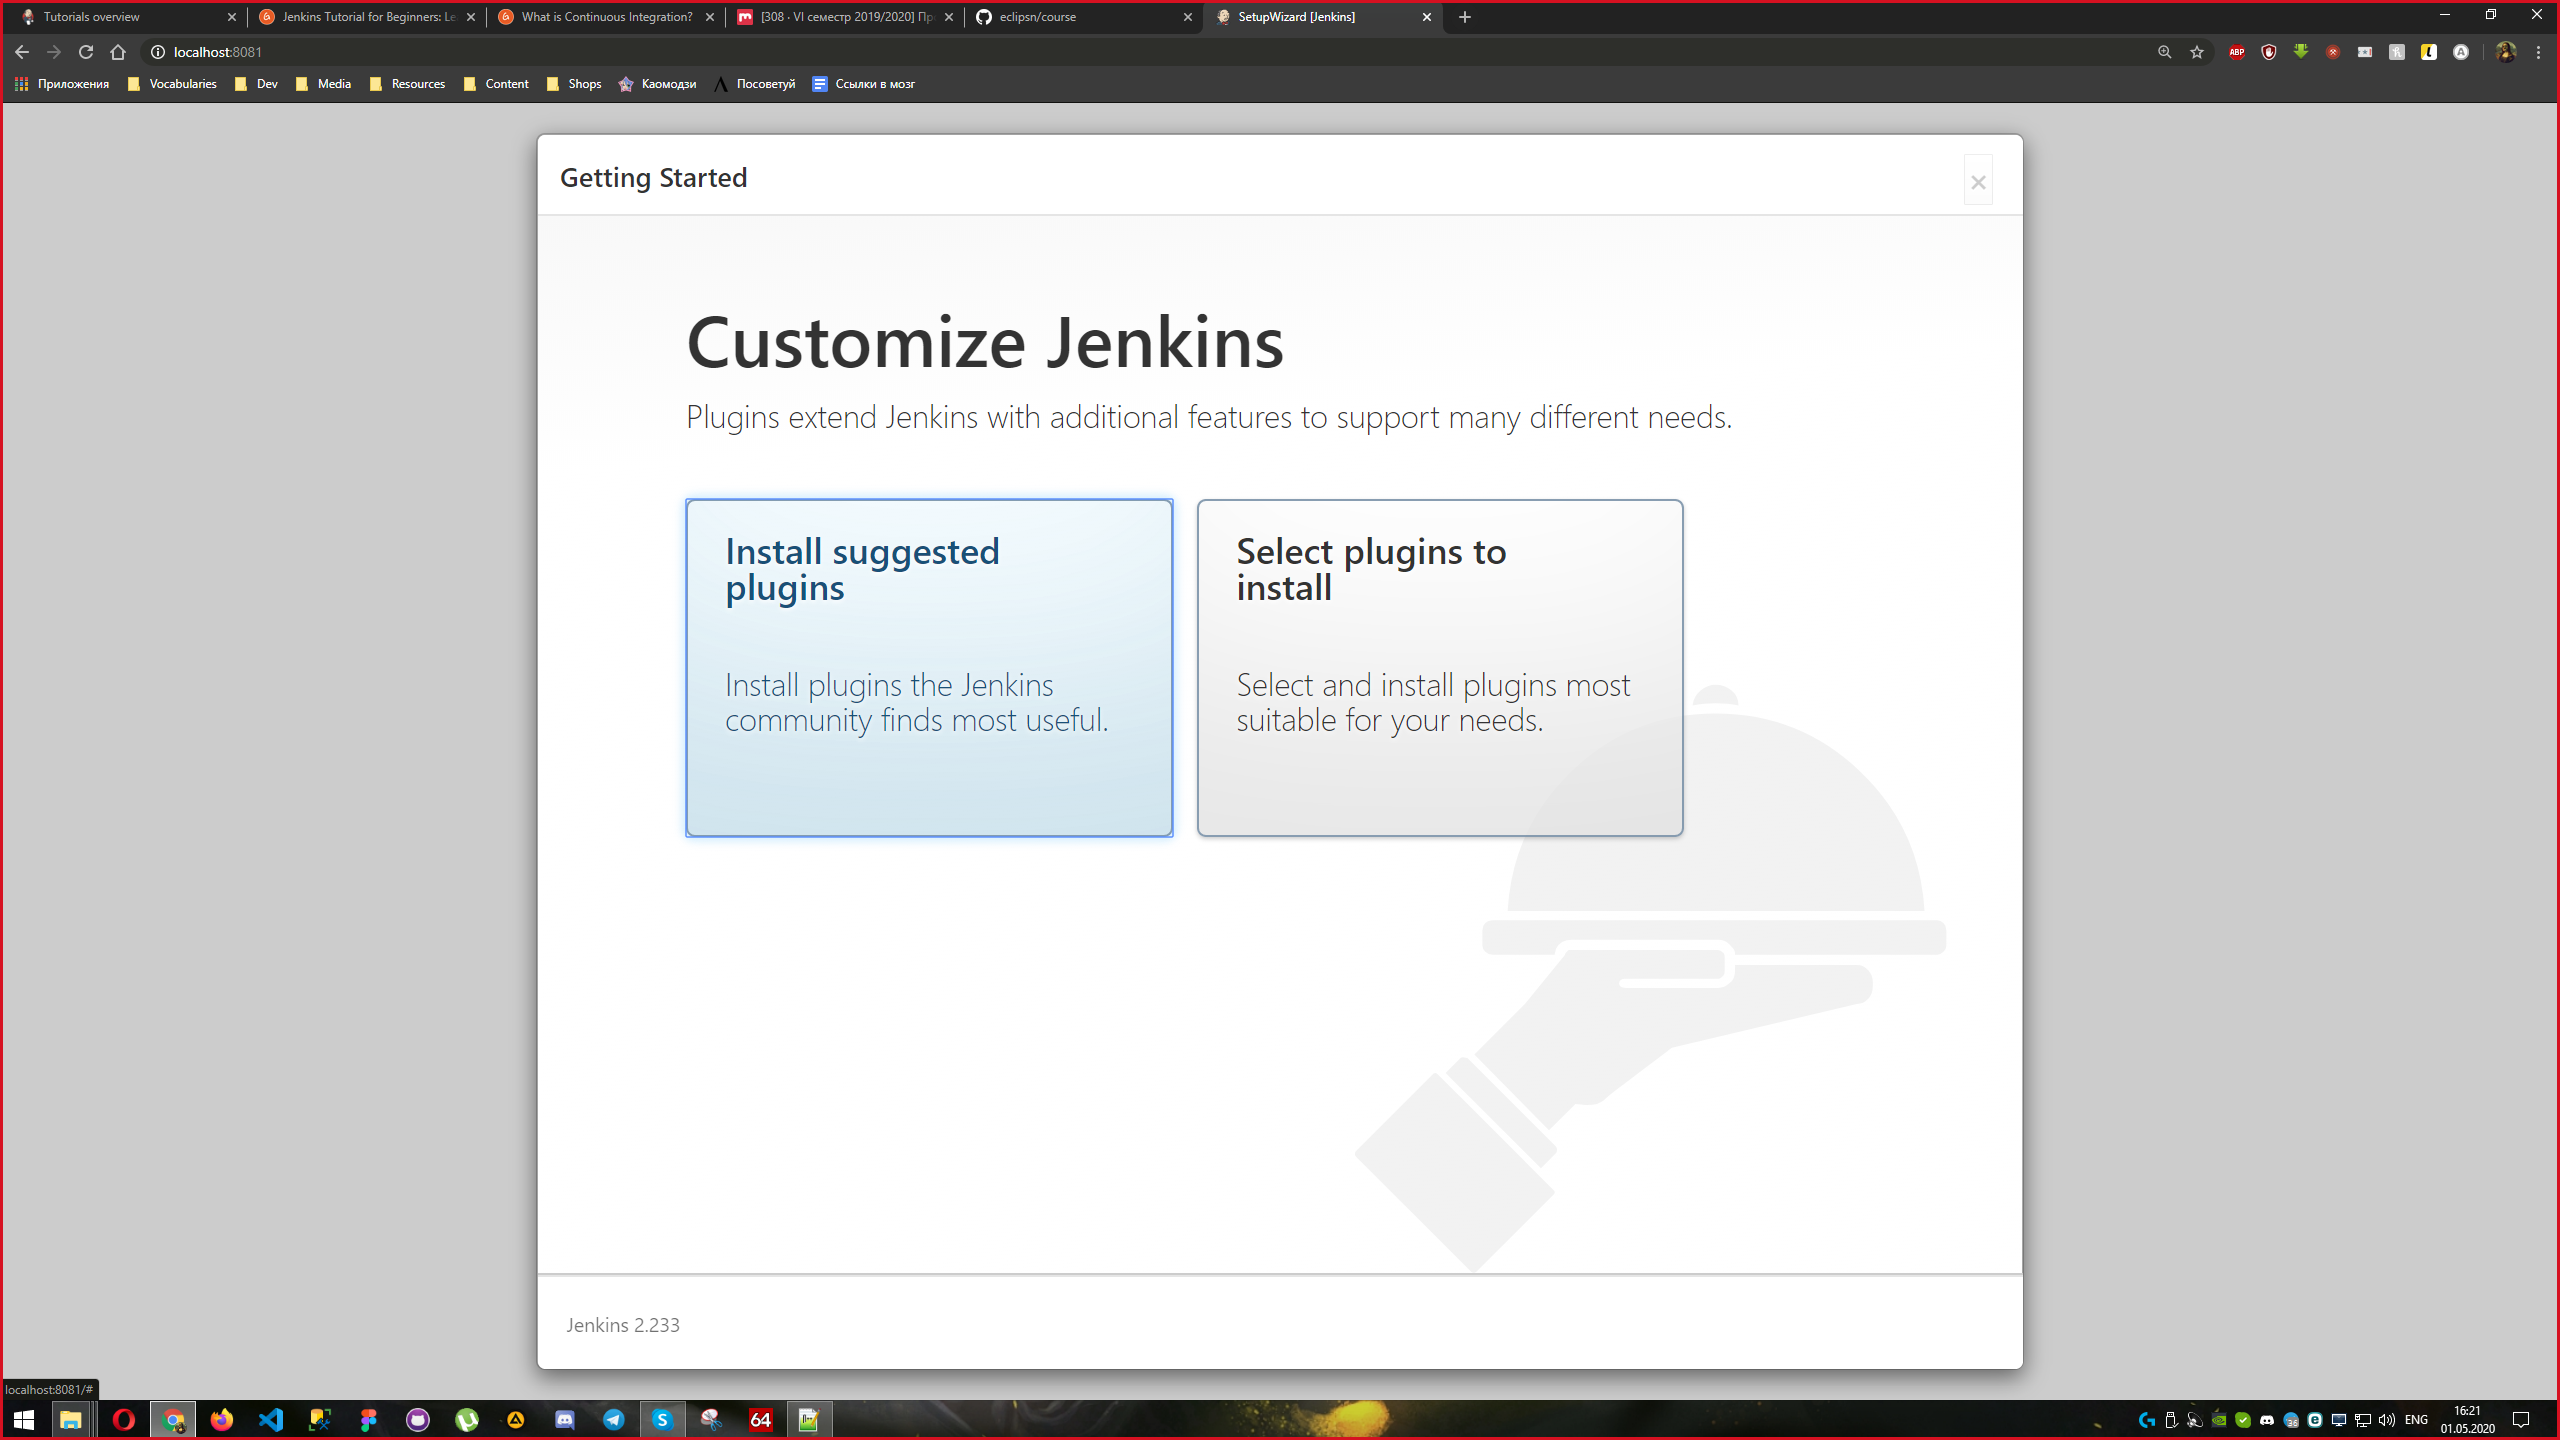 Tutorials overview
Jenkins Tutorial for Beginners: Le
What is Continuous Integration?
[308 · VI семестр 2019/2020] Пр
eclipsn/course
SetupWizard [Jenkins]
localhost:8081
ABP
Приложения
Vocabularies
Dev
Media
Resources
Content
Shops
Каомодзи
Посоветуй
Ссылки в мозг
Getting Started
Customize Jenkins
Plugins extend Jenkins with additional features to support many different needs.
Install suggested
plugins
Install plugins the Jenkins
community finds most useful.
Select plugins to
install
Select and install plugins most
suitable for your needs.
Jenkins 2.233
localhost:8081/#
64
36
ENG
16:21
01.05.2020